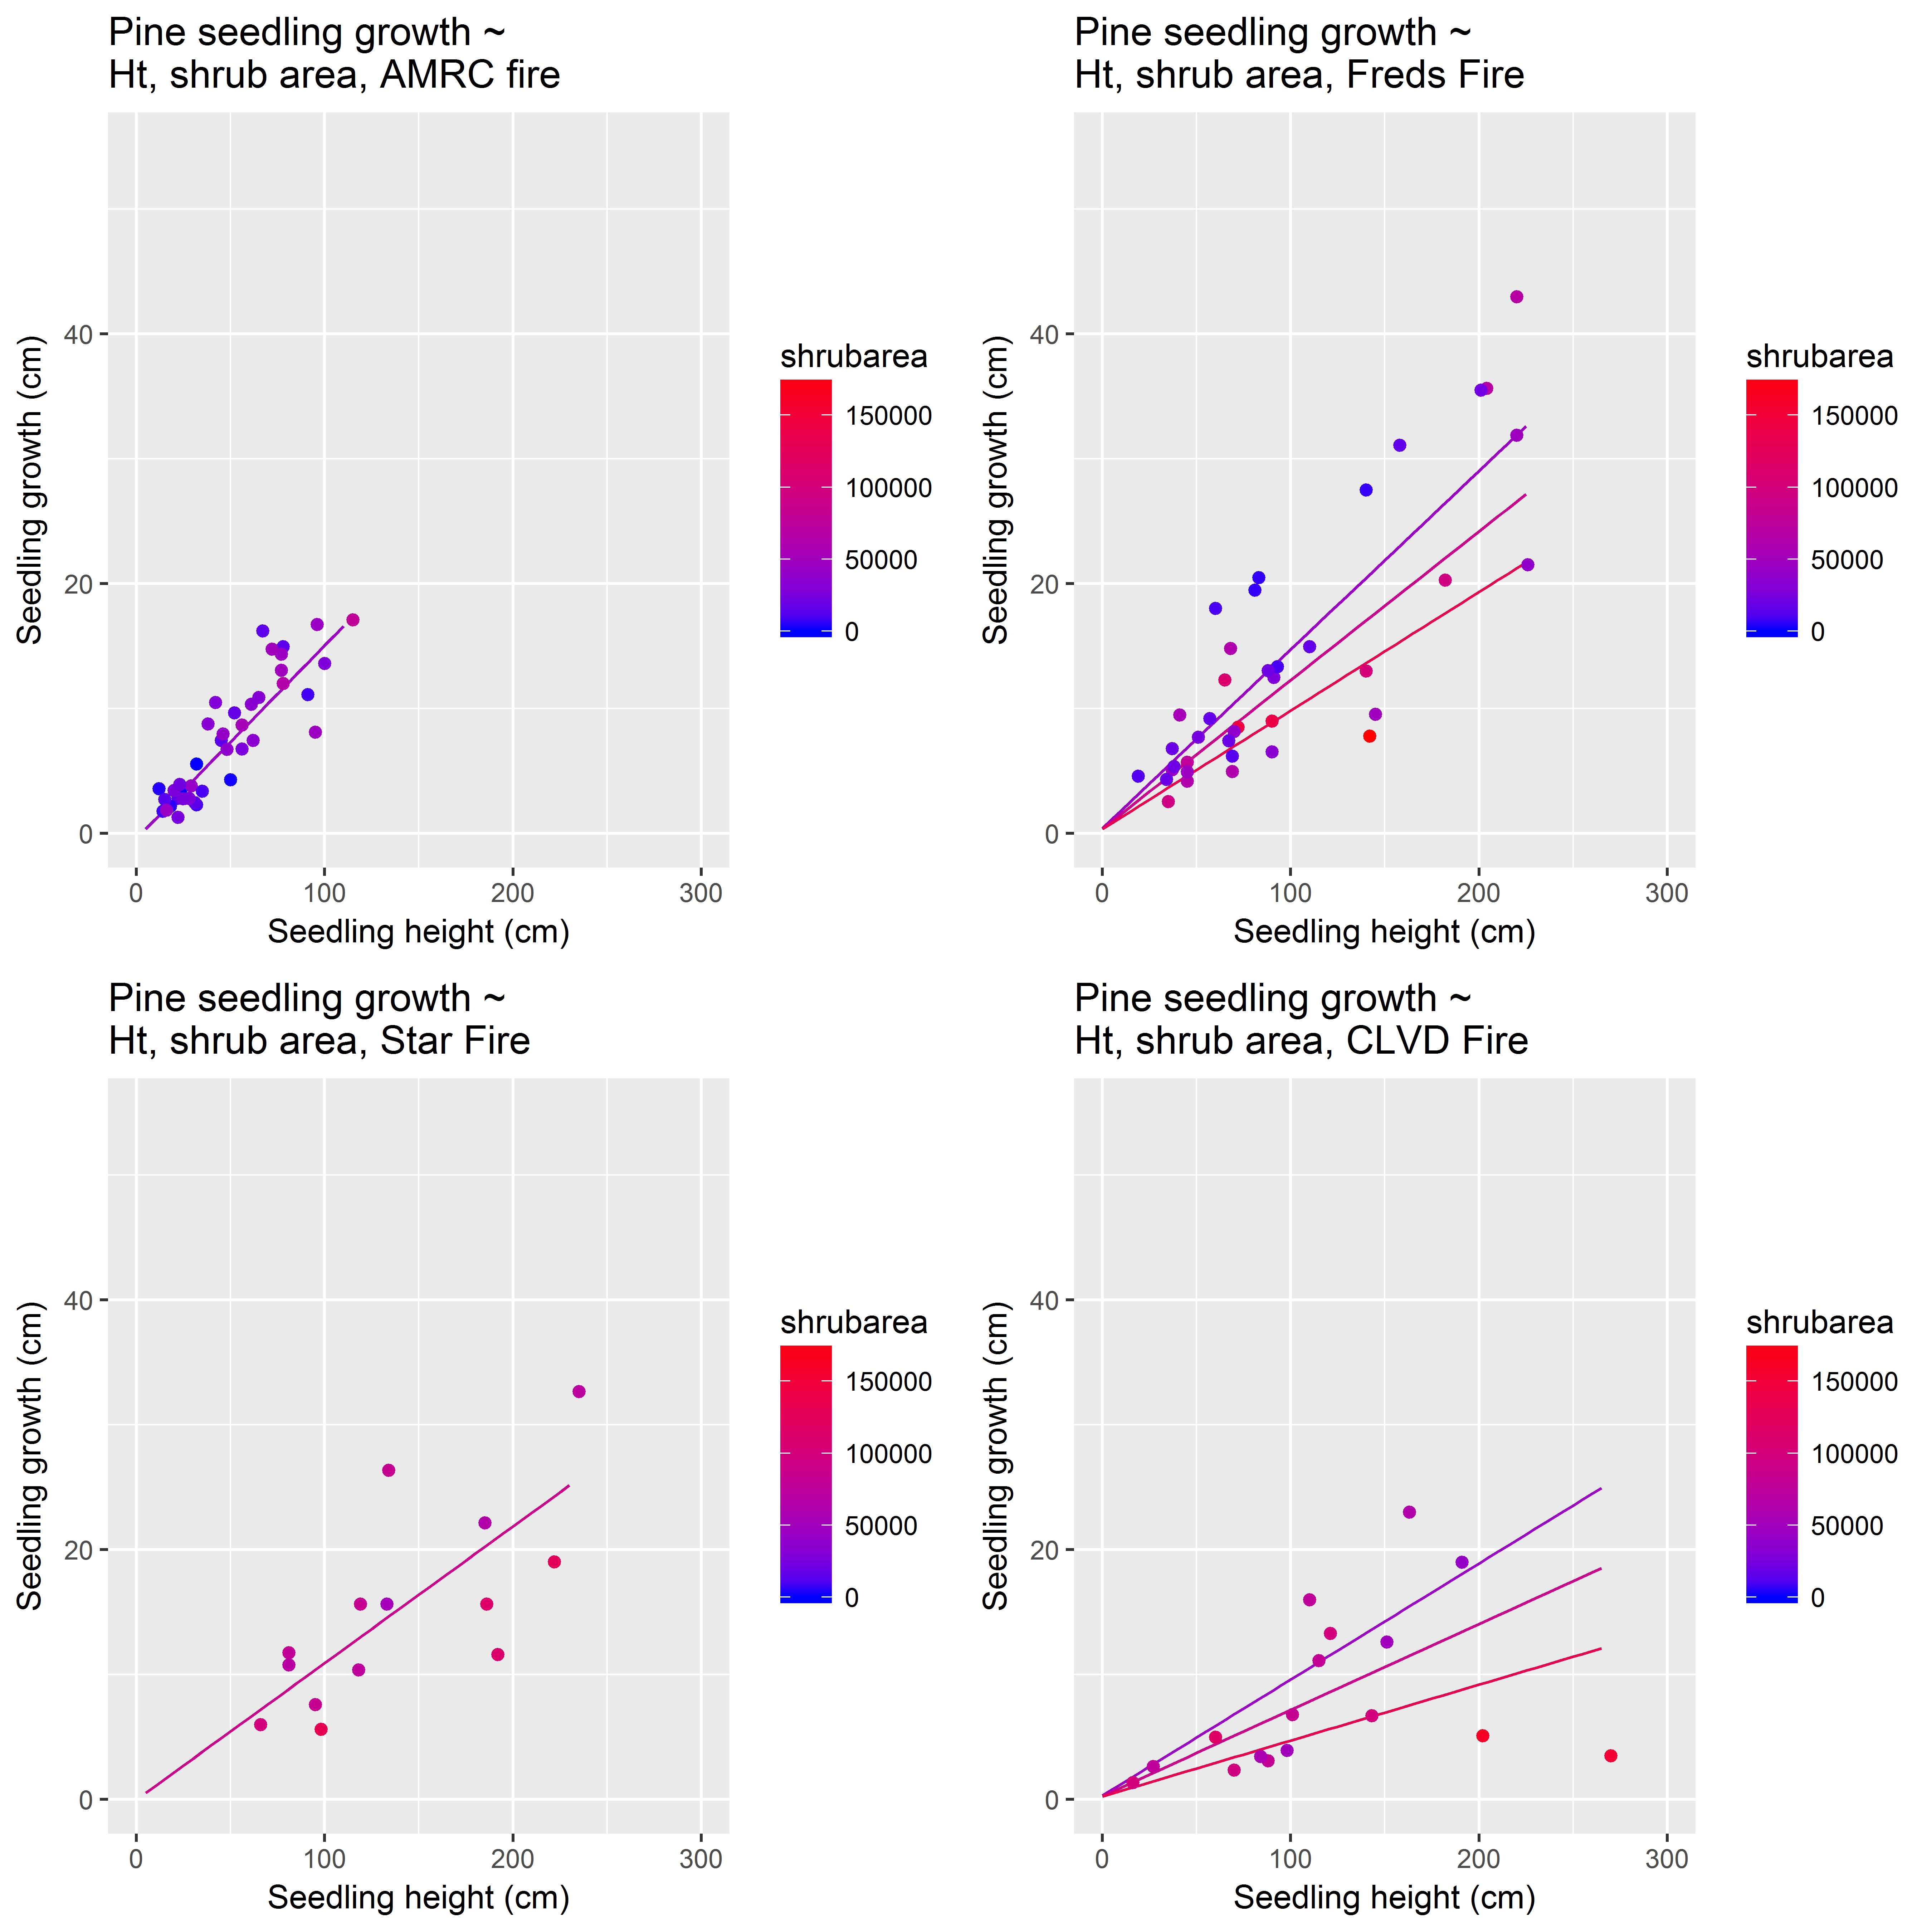 Pine seedling growth ~
Ht, shrub area, AMRC fire
Seedling growth (cm)
40
20
0
0 100 200 300
Seedling height (cm)
shrubarea
150000
100000
50000
0
Pine seedling growth ~
Ht, shrub area, Freds Fire
Seedling growth (cm)
40
20
0
0 100 200 300
Seedling height (cm)
shrubarea
150000
100000
50000
0
Pine seedling growth ~
Ht, shrub area, Star Fire
Seedling growth (cm)
40
20
0
0 100 200 300
Seedling height (cm)
shrubarea
150000
100000
50000
0
Pine seedling growth ~
Ht, shrub area, CLVD Fire
Seedling growth (cm)
40
20
0
0 100 200 300
Seedling height (cm)
shrubarea
150000
100000
50000
0